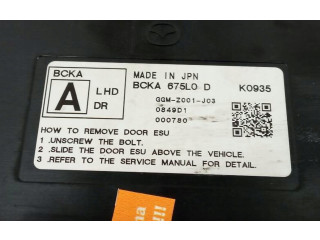 BCKA
A
LHD
DR
MADE IN JPN
BCKA 675L0 D K0935
GGM-Z001-J03
0849D1
000780
HOW TO REMOVE DOOR ESU
1 .UNSCREW THE BOLT.
2 .SLIDE THE DOOR ESU ABOVE THE VEHICLE.
3 .REFER TO THE SERVICE MANUAL FOR DETAIL.